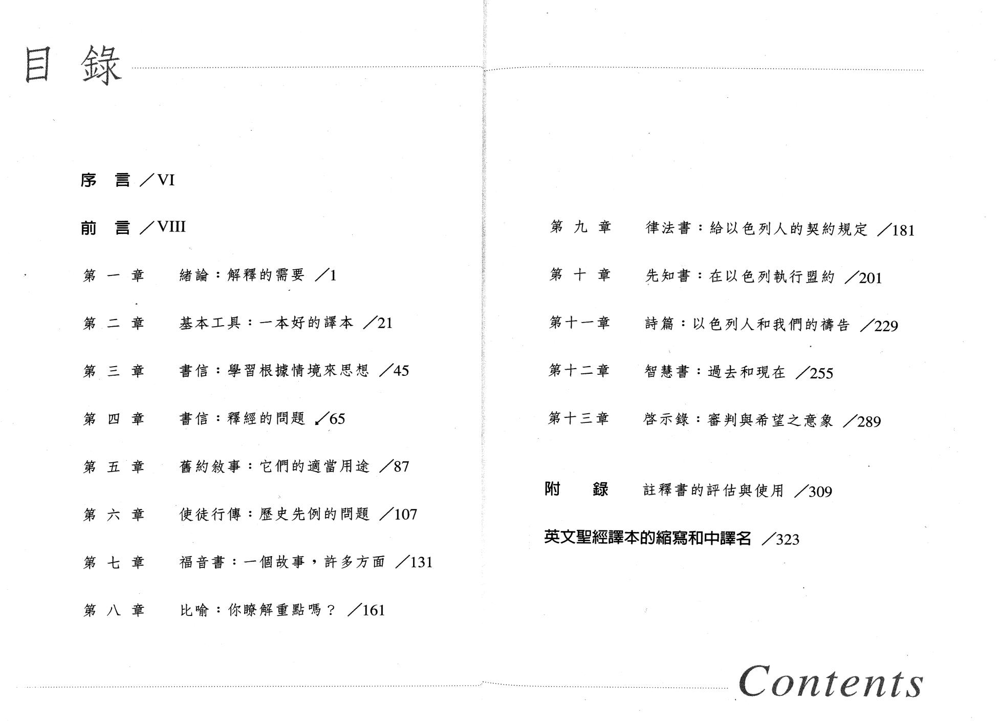 目錄
序言／VI
前言／VIII
第一章 緒論：解釋的需要／1
第二章 基本工具：一本好的譯本／21
第三章 書信：學習根據情境來思想／45
第四章 書信：釋經的問題／65
第五章 舊約敘事：它們的適當用途／87
第六章 使徒行傳：歷史先例的問題／107
第七章 福音書：一個故事，許多方面／131
第八章 比喻：你瞭解重點嗎？／161
第九章 律法書：給以色列人的契約規定／181
第十章 先知書：在以色列執行盟約／201
第十一章 詩篇：以色列人和我們的禱告／229
第十二章 智慧書：過去和現在／255
第十三章 啓示錄：審判與希望之意象／289
附錄 註釋書的評估與使用／309
英文聖經譯本的縮寫和中譯名／323
Contents